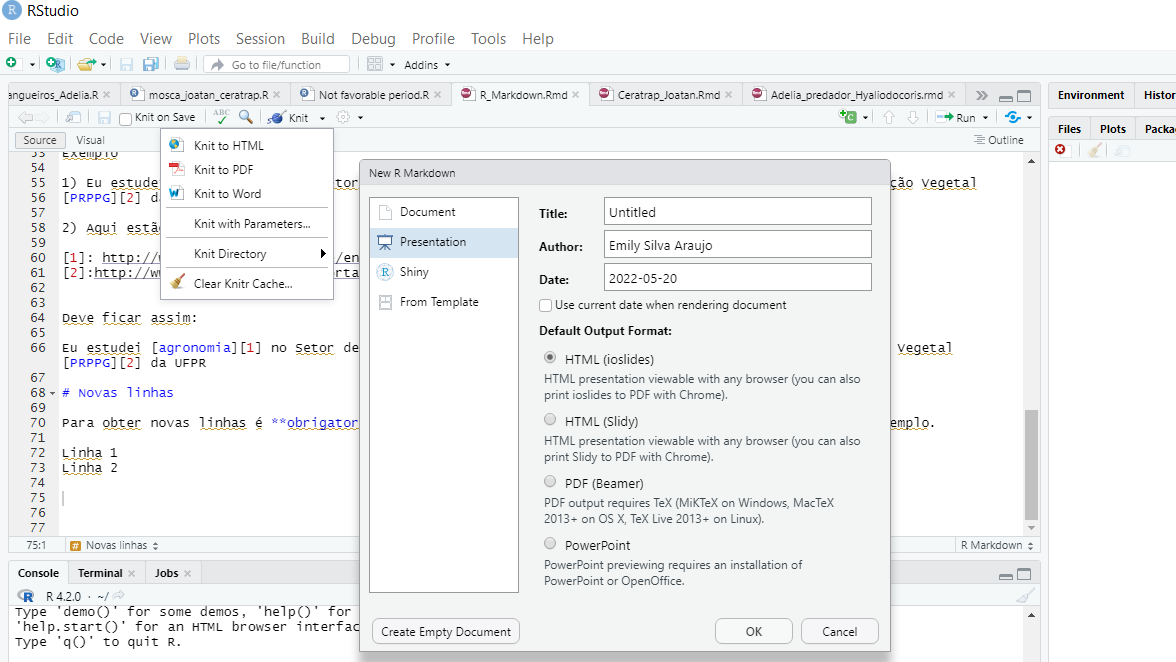 RStudio
File Edit Code View Plots Session Build Debug Profile Tools Help
Go to file/function Addins
angueiros_Adelia.R mosca_joatan_ceratrap.R Not favorable period.R R_Markdown.Rmd Ceratrap_Joatan.Rmd Adelia_predador_Hyaliodocoris.rmd
Knit on Save Knit Run
Source Visual Outline
Knit to HTML
Knit to PDF
Knit to Word
Knit with Parameters...
Knit Directory
Clear Knitr Cache...
53 Exemplo
54
55 1) Eu estude tor ção Vegetal
56 [PRPPG][2] da
57
58 2) Aqui estã
59
60 [1]: http://w /en
61 [2]:http://w erta
62
63
64 Deve ficar assim:
65
66 Eu estudei [agronomia][1] no Setor de Vegetal
[PRPPG][2] da UFPR
67
68 # Novas linhas
69
70 Para obter novas linhas é **obrigator emplo.
71
72 Linha 1
73 Linha 2
74
75
76
77
75:1 # Novas linhas R Markdown
Console Terminal Jobs
R 4.2.0 · ~/
Type 'demo()' for some demos, 'help()' for
'help.start()' for an HTML browser interfac
Type 'q()' to quit R.
New R Markdown
Document
Presentation
Shiny
From Template
Title: Untitled
Author: Emily Silva Araujo
Date: 2022-05-20
Use current date when rendering document
Default Output Format:
HTML (ioslides)
HTML presentation viewable with any browser (you can also
print ioslides to PDF with Chrome).
HTML (Slidy)
HTML presentation viewable with any browser (you can also
print Slidy to PDF with Chrome).
PDF (Beamer)
PDF output requires TeX (MiKTeX on Windows, MacTeX
2013+ on OS X, TeX Live 2013+ on Linux).
PowerPoint
PowerPoint previewing requires an installation of
PowerPoint or OpenOffice.
Create Empty Document OK Cancel
Environment Histor
Files Plots Packa